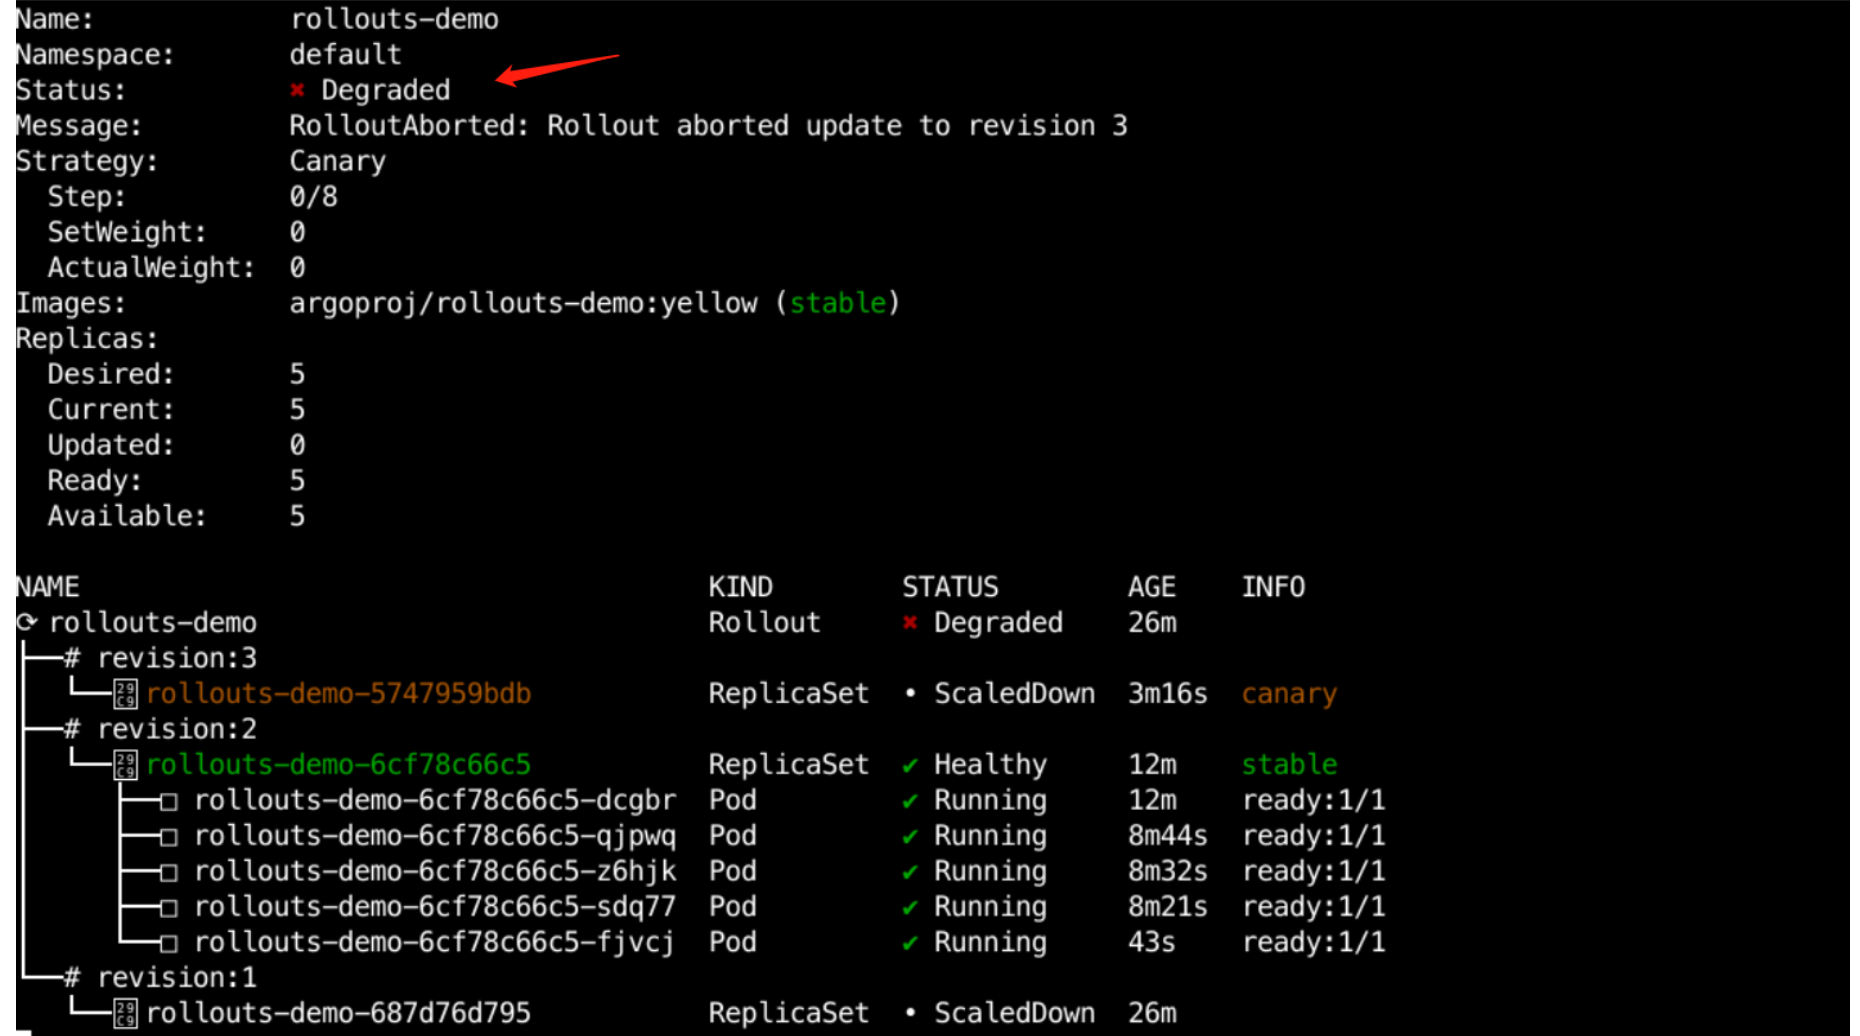 Name: rollouts-demo
Namespace: default
Status: ✖ Degraded
Message: RolloutAborted: Rollout aborted update to revision 3
Strategy: Canary
Step: 0/8
SetWeight: 0
ActualWeight: 0
Images: argoproj/rollouts-demo:yellow (stable)
Replicas:
Desired: 5
Current: 5
Updated: 0
Ready: 5
Available: 5
NAME KIND STATUS AGE INFO
⟳ rollouts-demo Rollout ✖ Degraded 26m
├──# revision:3
│ └──⧉ rollouts-demo-5747959bdb ReplicaSet • ScaledDown 3m16s canary
├──# revision:2
│ └──⧉ rollouts-demo-6cf78c66c5 ReplicaSet ✔ Healthy 12m stable
│ ├──□ rollouts-demo-6cf78c66c5-dcgbr Pod ✔ Running 12m ready:1/1
│ ├──□ rollouts-demo-6cf78c66c5-qjpwq Pod ✔ Running 8m44s ready:1/1
│ ├──□ rollouts-demo-6cf78c66c5-z6hjk Pod ✔ Running 8m32s ready:1/1
│ ├──□ rollouts-demo-6cf78c66c5-sdq77 Pod ✔ Running 8m21s ready:1/1
│ └──□ rollouts-demo-6cf78c66c5-fjvcj Pod ✔ Running 43s ready:1/1
└──# revision:1
└──⧉ rollouts-demo-687d76d795 ReplicaSet • ScaledDown 26m